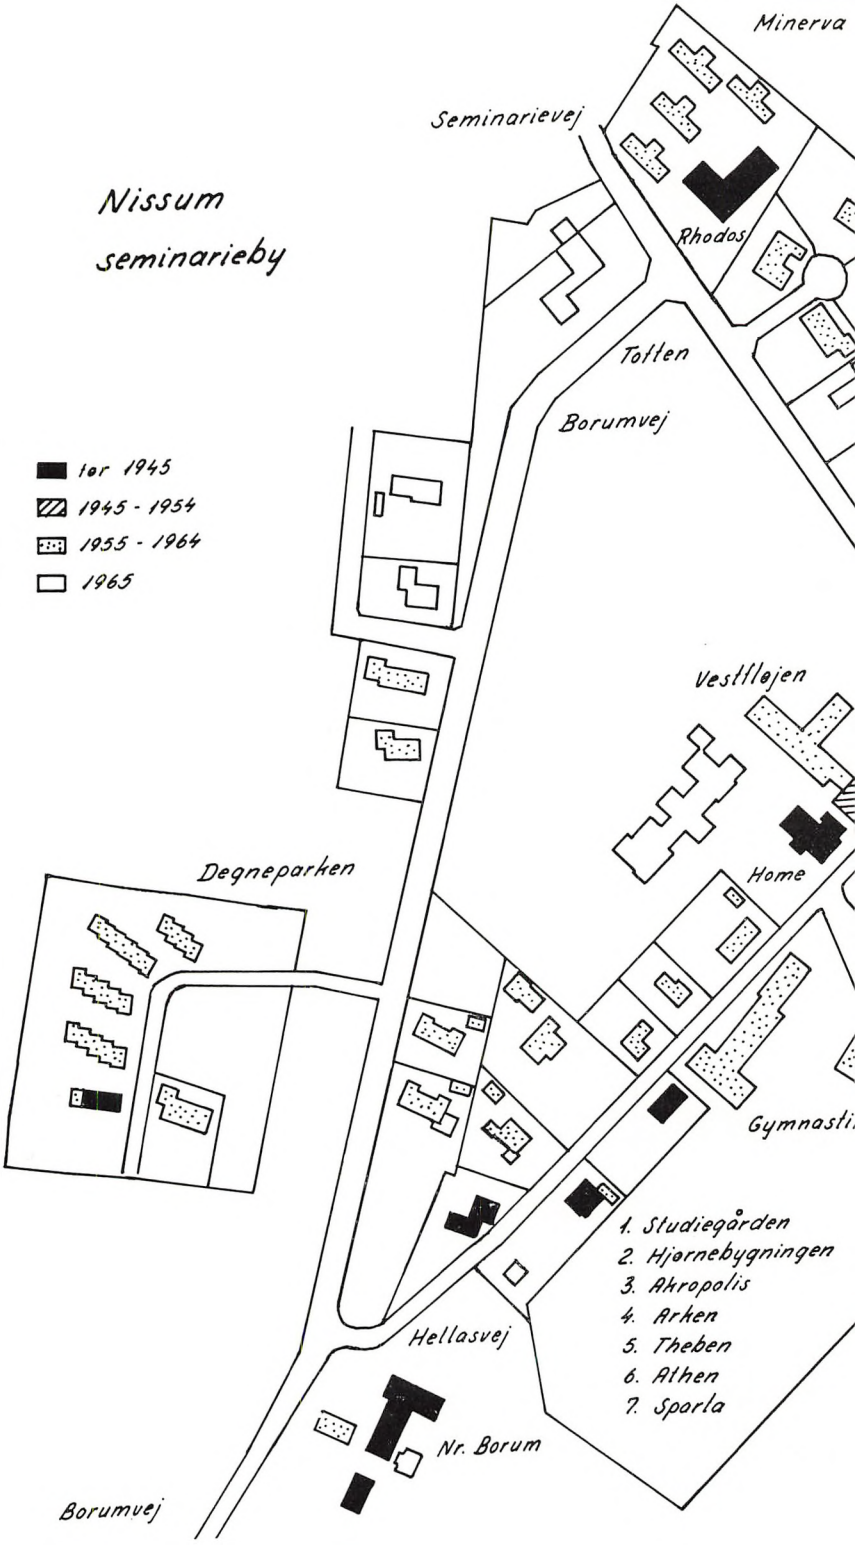 Minerva
Seminarievej
Nissum
seminarieby
Rhodos
Totten
Borumvej
før 1945
1945 - 1954
1955 - 1964
1965
Vestfløjen
Degneparken
Home
Gymnasti
1. Studiegården
2. Hjørnebygningen
3. Akropolis
4. Arken
5. Theben
6. Athen
7. Sparta
Hellasvej
Nr. Borum
Borumvej